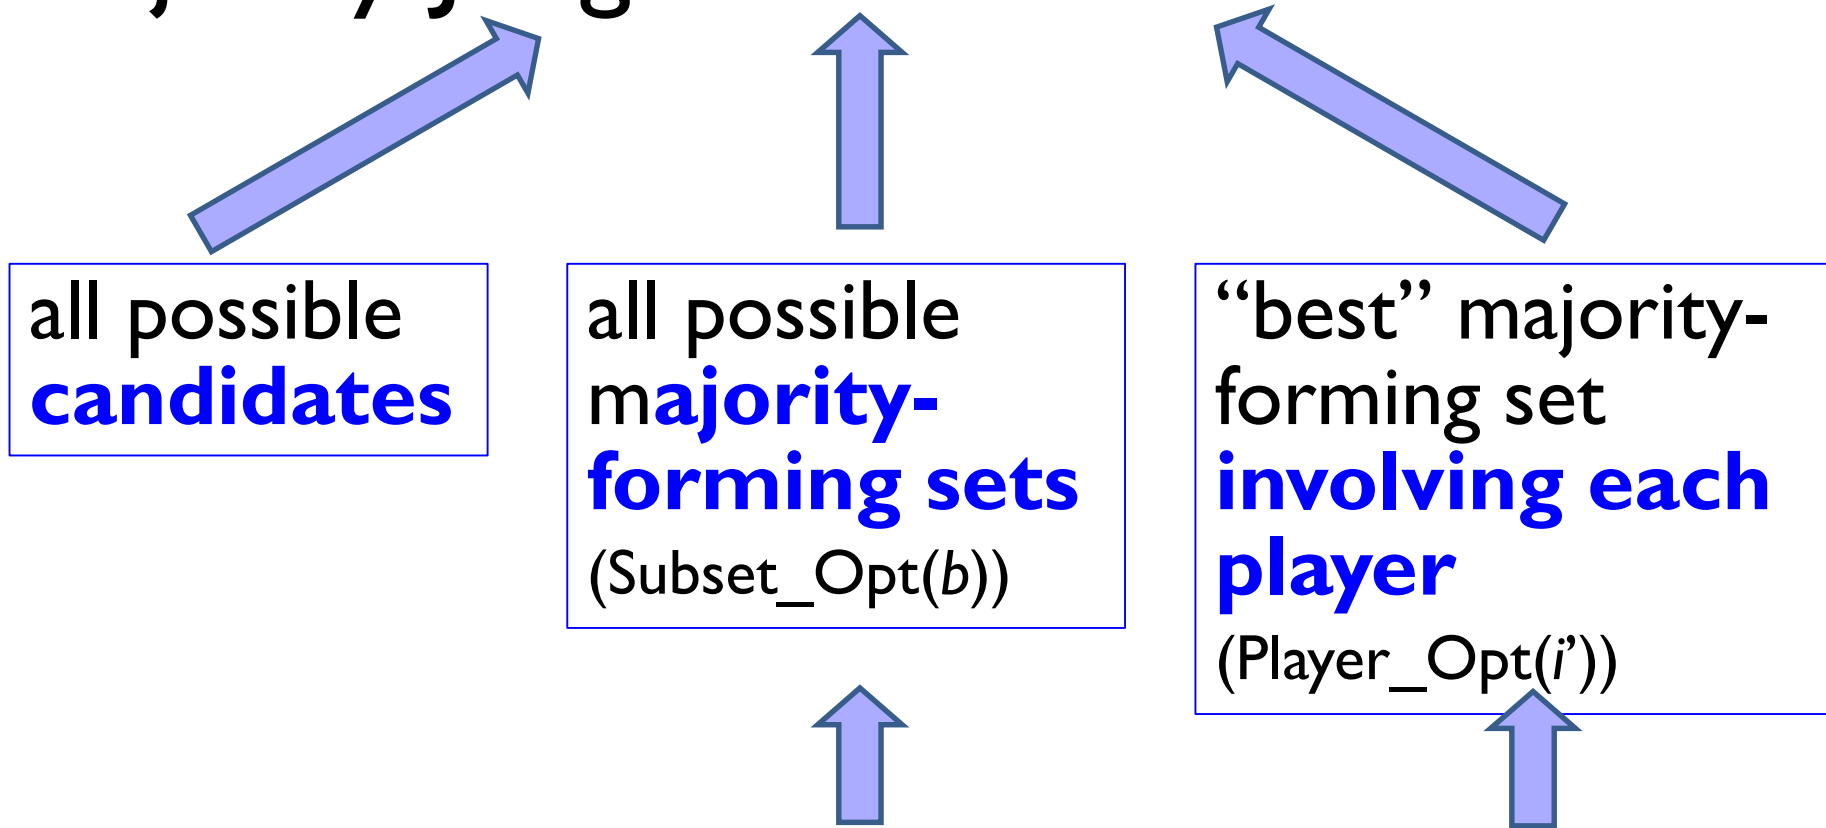 all possible
candidates
all possible
majority-
forming sets
(Subset_Opt(b))
“best” majority-
forming set
involving each
player
(Player_Opt(i’))